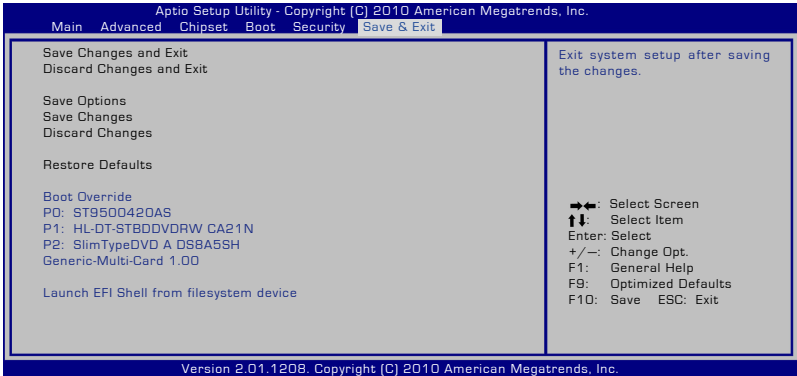 Aptio Setup Utility - Copyright (C) 2010 American Megatrends, Inc.
Main Advanced Chipset Boot Security Save & Exit
Save Changes and Exit
Discard Changes and Exit
Save Options
Save Changes
Discard Changes
Restore Defaults
Boot Override
P0: ST9500420AS
P1: HL-DT-STBDDVDRW CA21N
P2: SlimTypeDVD A DS8A5SH
Generic-Multi-Card 1.00
Launch EFI Shell from filesystem device
Exit system setup after saving
the changes.
→←: Select Screen
↑↓: Select Item
Enter: Select
+/—: Change Opt.
F1: General Help
F9: Optimized Defaults
F10: Save ESC: Exit
Version 2.01.1208. Copyright (C) 2010 American Megatrends, Inc.